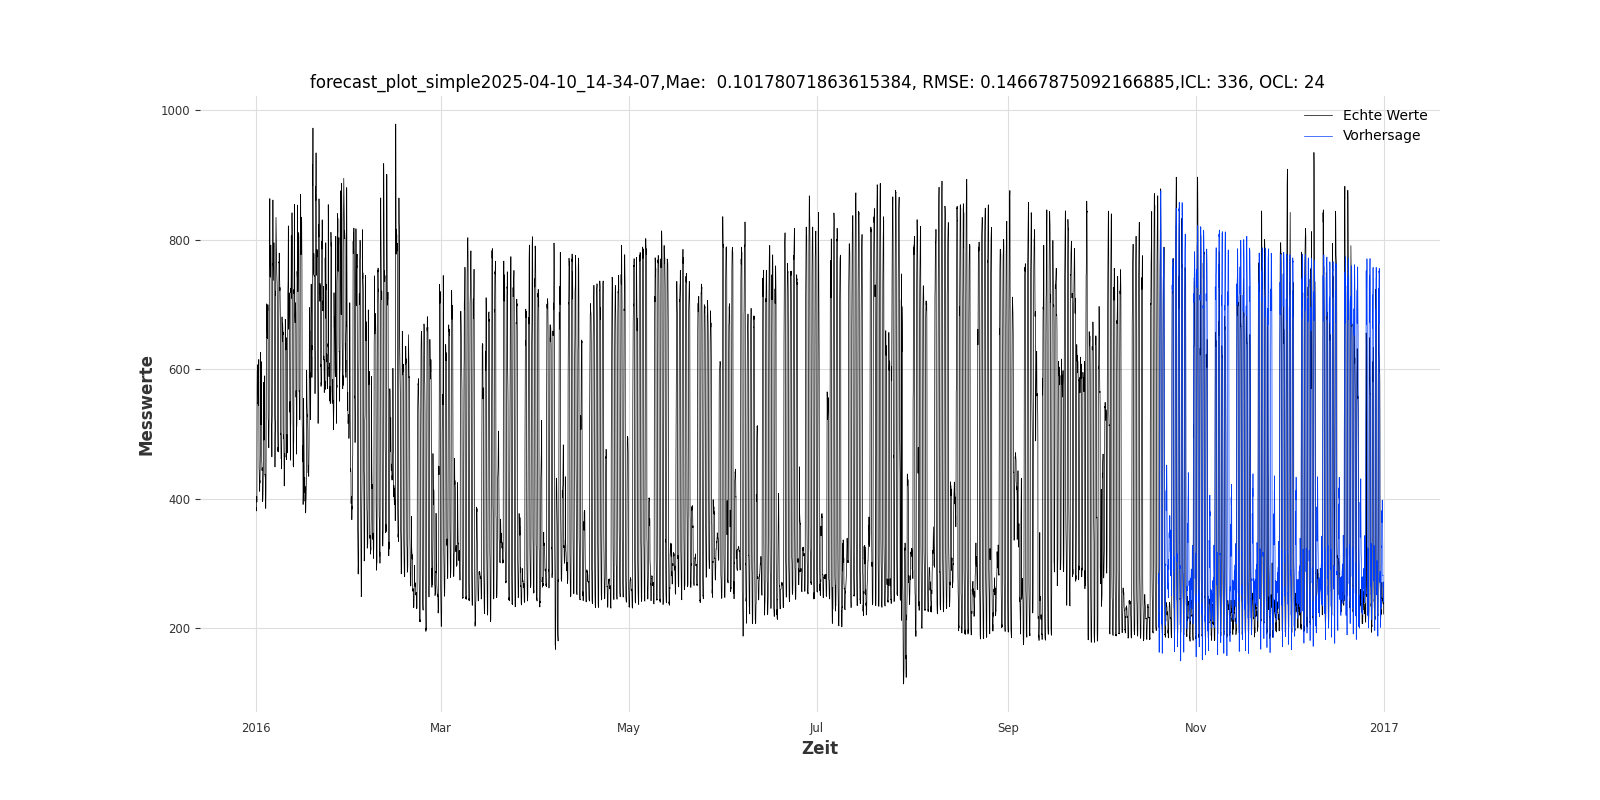 forecast_plot_simple2025-04-10_14-34-07,Mae:  0.10178071863615384, RMSE: 0.14667875092166885,ICL: 336, OCL: 24
1000
800
600
400
200
Messwerte
Echte Werte
Vorhersage
2016
Mar
May
Jul
Sep
Nov
2017
Zeit